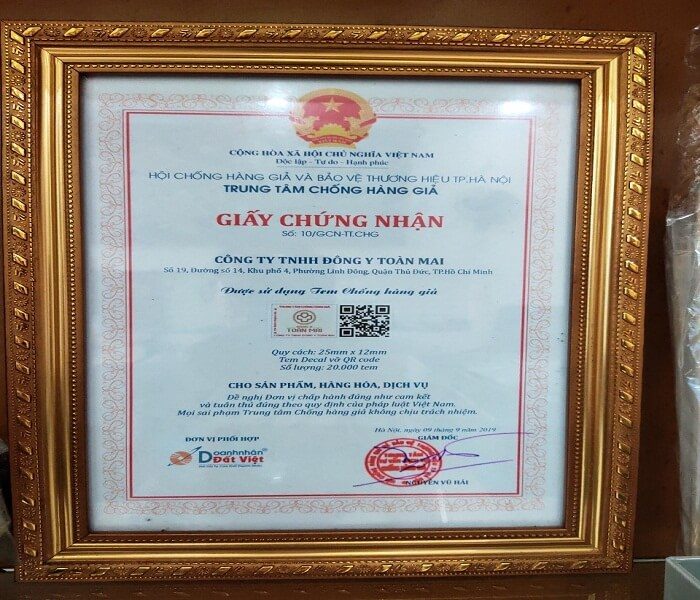 CỘNG HÒA XÃ HỘI CHỦ NGHĨA VIỆT NAM
Độc lập - Tự do - Hạnh phúc
HỘI CHỐNG HÀNG GIẢ VÀ BẢO VỆ THƯƠNG HIỆU TP.HÀ NỘI
TRUNG TÂM CHỐNG HÀNG GIẢ
GIẤY CHỨNG NHẬN
Số: 10/GCN-TT.CHG
CÔNG TY TNHH ĐÔNG Y TOÀN MAI
Số 19, Đường số 14, Khu phố 4, Phường Linh Đông, Quận Thủ Đức, TP.Hồ Chí Minh
Được sử dụng Tem Chống hàng giả
TOÀN MAI
Quy cách: 25mm x 12mm
Tem Decal vỡ QR code
Số lượng: 20.000 tem
CHO SẢN PHẨM, HÀNG HÓA, DỊCH VỤ
Đề nghị Đơn vị chấp hành đúng như cam kết
và tuân thủ đúng theo quy định của pháp luật Việt Nam.
Mọi sai phạm Trung tâm Chống hàng giả không chịu trách nhiệm.
Hà Nội, ngày 09 tháng 9 năm 2019
ĐƠN VỊ PHỐI HỢP
GIÁM ĐỐC
Doanhnhân
Đất Việt
NGUYỄN VŨ HẢI